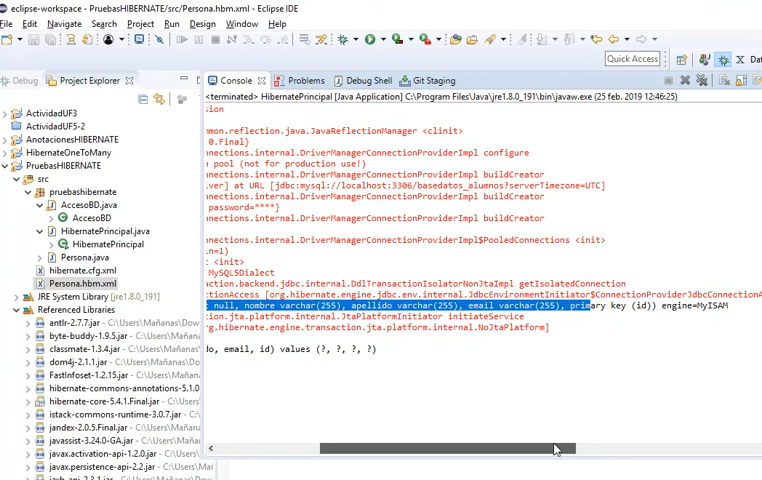 eclipse-workspace - PruebasHIBERNATE/src/Persona.hbm.xml - Eclipse IDE
File Edit Navigate Search Project Run Design Window Help
Quick Access
Dat
Debug Project Explorer
Console Problems Debug Shell Git Staging
<terminated> HibernatePrincipal [Java Application] C:\Program Files\Java\jre1.8.0_191\bin\javaw.exe (25 feb. 2019 12:46:25)
ActividadUF3
ActividadUF5-2
AnotacionesHIBERNATE
HibernateOneToMany
PruebasHIBERNATE
src
pruebashibernate
AccesoBD.java
AccesoBD
HibernatePrincipal.java
HibernatePrincipal
Persona.java
hibernate.cfg.xml
Persona.hbm.xml
JRE System Library [jre1.8.0_191]
Referenced Libraries
antlr-2.7.7.jar - C:\Users\Mañanas\D
byte-buddy-1.9.5.jar - C:\Users\Maña
classmate-1.3.4.jar - C:\Users\Mañan
dom4j-2.1.1.jar - C:\Users\Mañanas\D
FastInfoset-1.2.15.jar - C:\Users\Mañ
hibernate-commons-annotations-5.1.0
hibernate-core-5.4.1.Final.jar - C:\User
istack-commons-runtime-3.0.7.jar - C:
jandex-2.0.5.Final.jar - C:\Users\Maña
javassist-3.24.0-GA.jar - C:\Users\Maña
javax.activation-api-1.2.0.jar - C:\User
javax.persistence-api-2.2.jar - C:\User
sion
mmon.reflection.java.JavaReflectionManager <clinit>
0.Final}
nnections.internal.DriverManagerConnectionProviderImpl configure
n pool (not for production use!)
nnections.internal.DriverManagerConnectionProviderImpl buildCreator
ver] at URL [jdbc:mysql://localhost:3306/basedatos_alumnos?serverTimezone=UTC]
nnections.internal.DriverManagerConnectionProviderImpl buildCreator
password=****}
nnections.internal.DriverManagerConnectionProviderImpl buildCreator
nnections.internal.DriverManagerConnectionProviderImpl$PooledConnections <init>
in=1)
t <init>
MySQL5Dialect
action.backend.jdbc.internal.DdlTransactionIsolatorNonJtaImpl getIsolatedConnection
ctionAccess [org.hibernate.engine.jdbc.env.internal.JdbcEnvironmentInitiator$ConnectionProviderJdbcConnectionA
t null, nombre varchar(255), apellido varchar(255), email varchar(255), primary key (id)) engine=MyISAM
tion.jta.platform.internal.JtaPlatformInitiator initiateService
rg.hibernate.engine.transaction.jta.platform.internal.NoJtaPlatform]
do, email, id) values (?, ?, ?, ?)